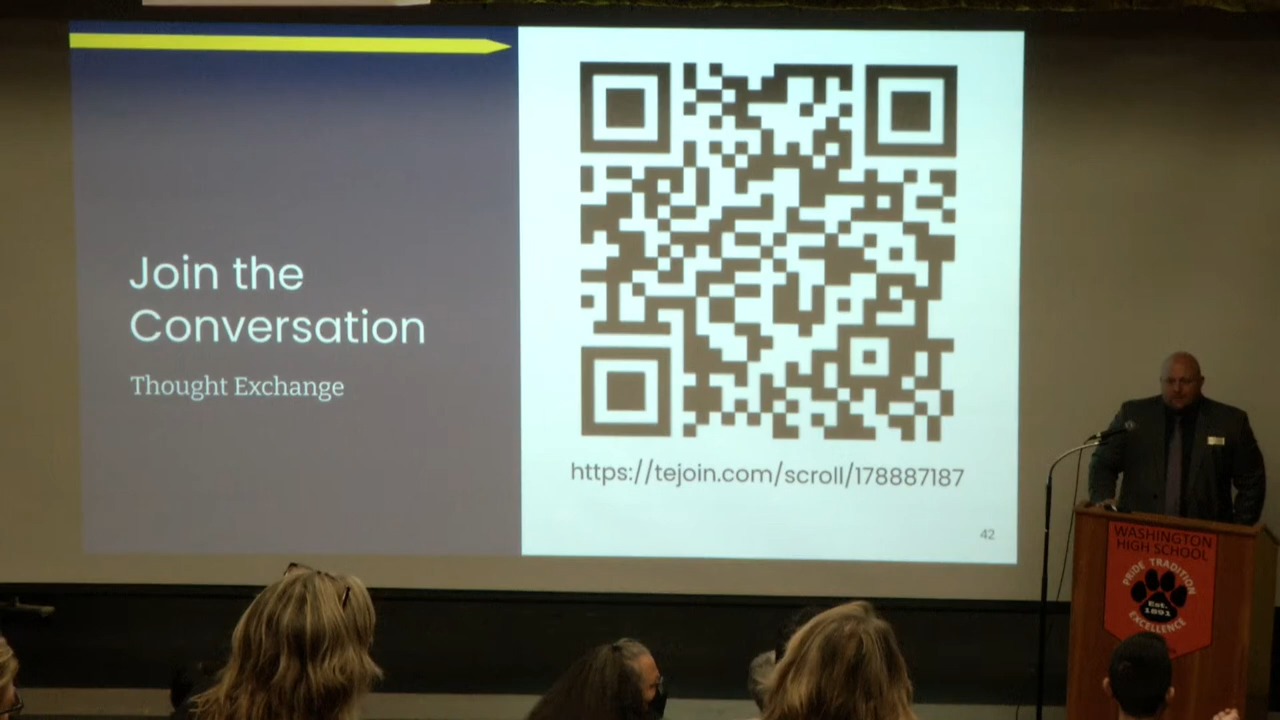 Join the
Conversation
Thought Exchange
https://tejoin.com/scroll/178887187
42
WASHINGTON
HIGH SCHOOL
PRIDE TRADITION
Est.
1891
EXCELLENCE